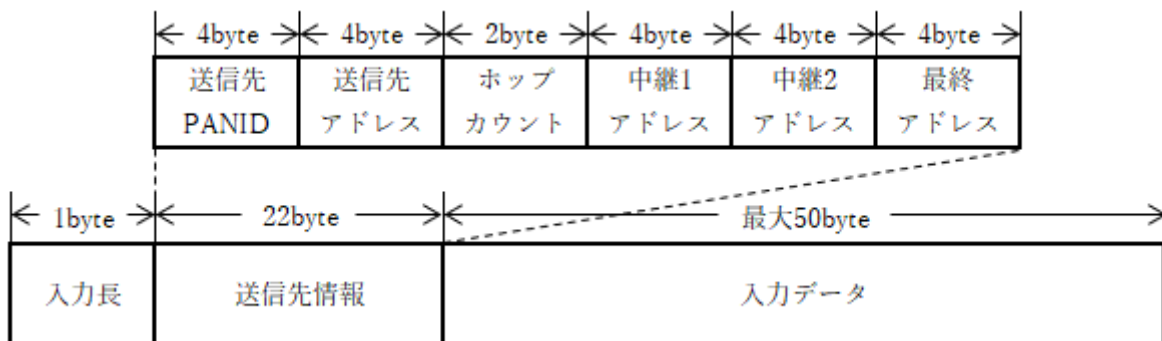 4byte 4byte 2byte 4byte 4byte 4byte
送信先 送信先 ホップ 中継1 中継2 最終
PANID アドレス カウント アドレス アドレス アドレス
1byte 22byte 最大50byte
入力長 送信先情報 入力データ